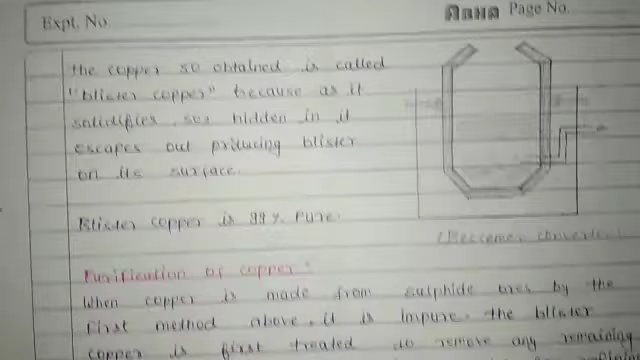 Expt. No.
Page No.
the copper so obtained is called
"blister copper" because as it
solidifies, so2 hidden in it
escapes out prducing blister
on its surface.
Blister copper is 99% Pure.
(Beccemer converter)
Purification of copper:
When copper is made from sulphide ores by the
first method above, it is impure. the blister
copper is first treated to remove any remaining